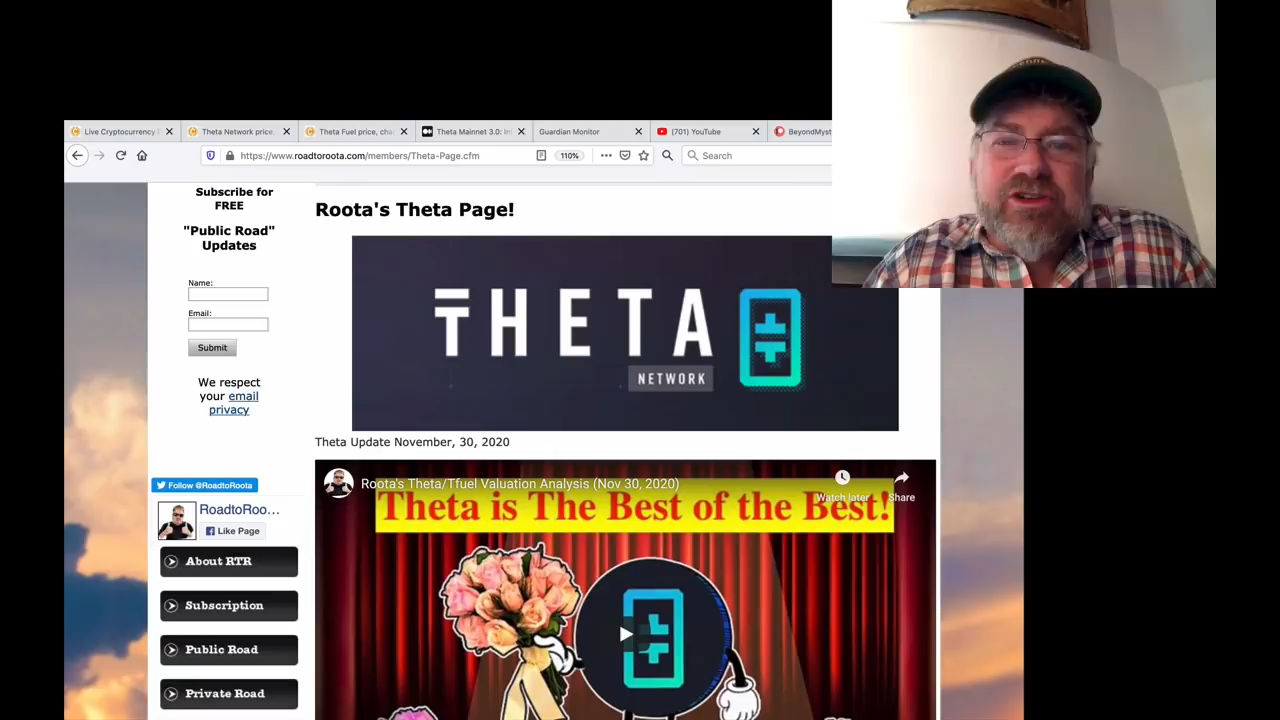 Live Cryptocurrency
Theta Network price,
Theta Fuel price, cha
Theta Mainnet 3.0: In
Guardian Monitor
(701) YouTube
BeyondMyst
https://www.roadtoroota.com/members/Theta-Page.cfm
110%
Search
Subscribe for
FREE
"Public Road"
Updates
Name:
Email:
Submit
We respect
your email
privacy
Follow @RoadtoRoota
RoadtoRoo...
Like Page
About RTR
Subscription
Public Road
Private Road
Roota's Theta Page!
THETA
NETWORK
Theta Update November, 30, 2020
Roota's Theta/Tfuel Valuation Analysis (Nov 30, 2020)
Watch later
Share
Theta is The Best of the Best!